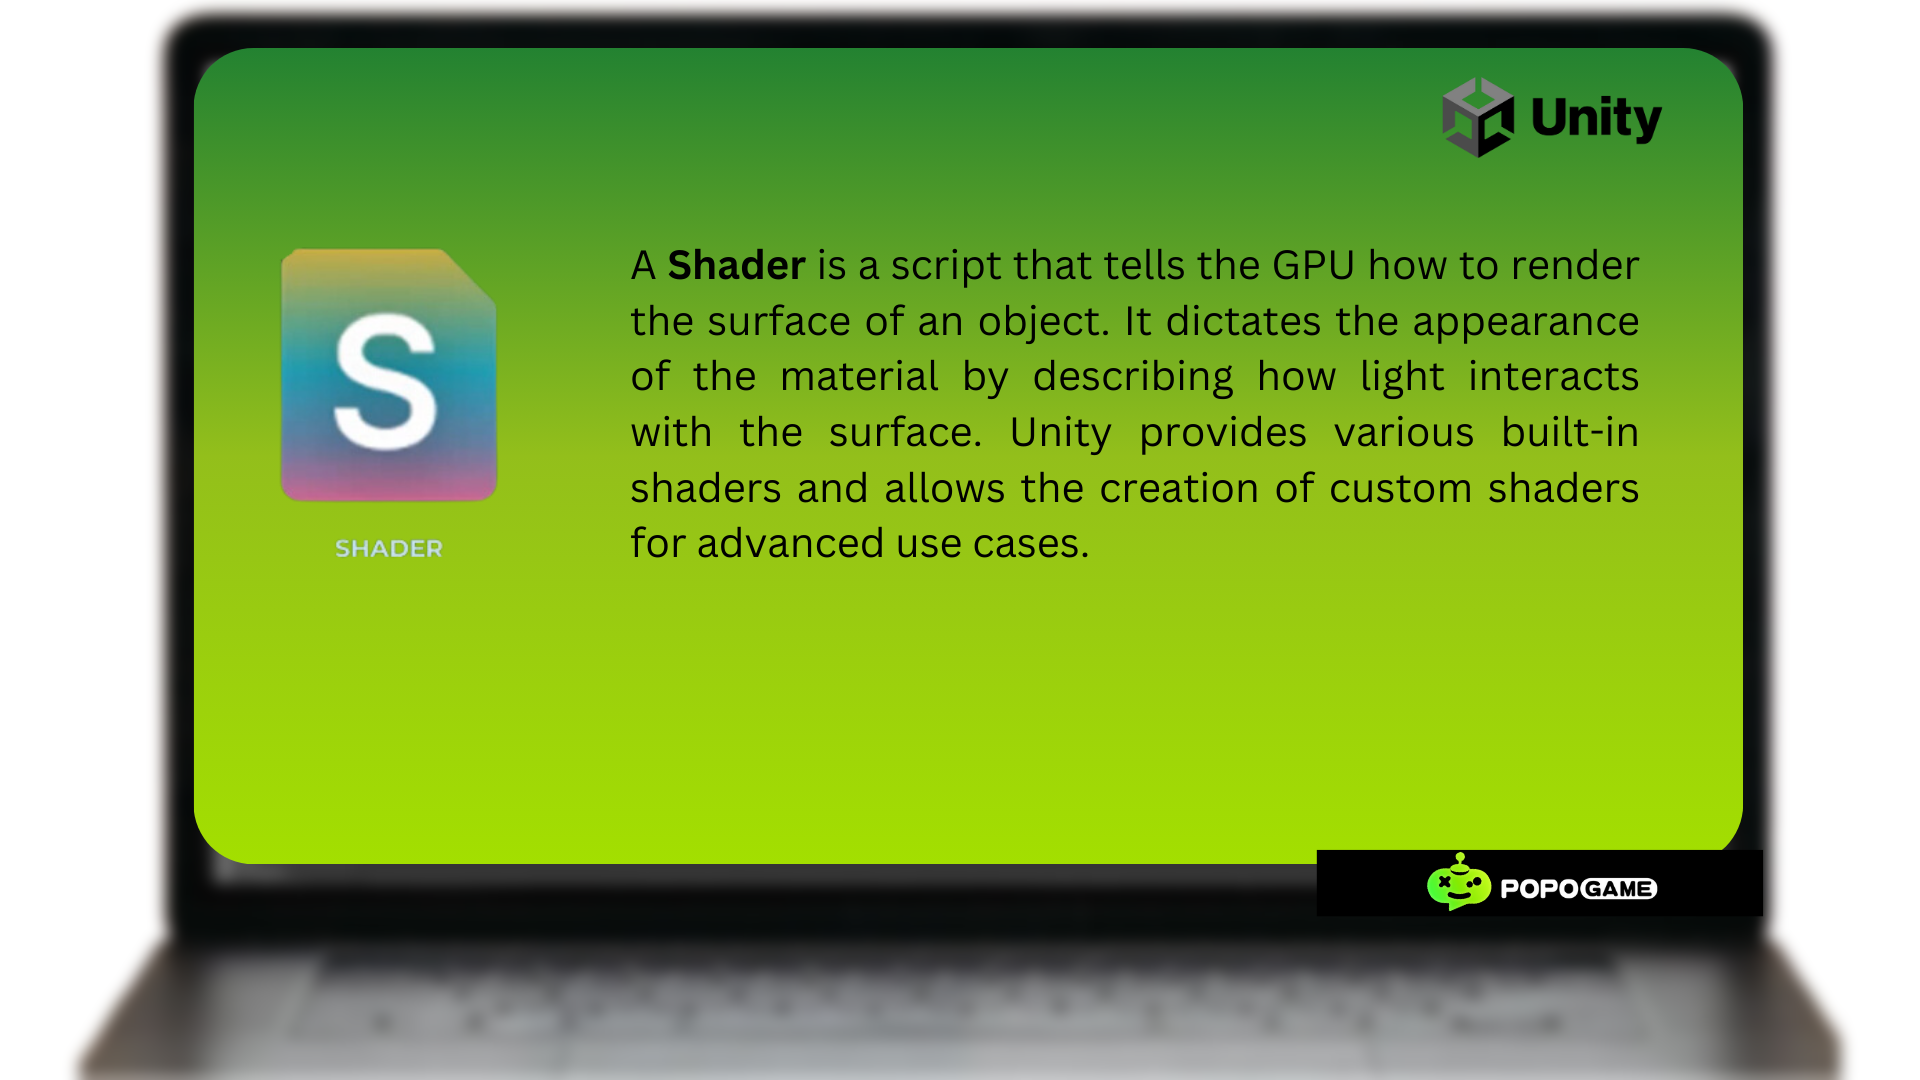 Unity
A Shader is a script that tells the GPU how to render
the surface of an object. It dictates the appearance
of the material by describing how light interacts
with the surface. Unity provides various built-in
shaders and allows the creation of custom shaders
for advanced use cases.
S
SHADER
POPOGAME